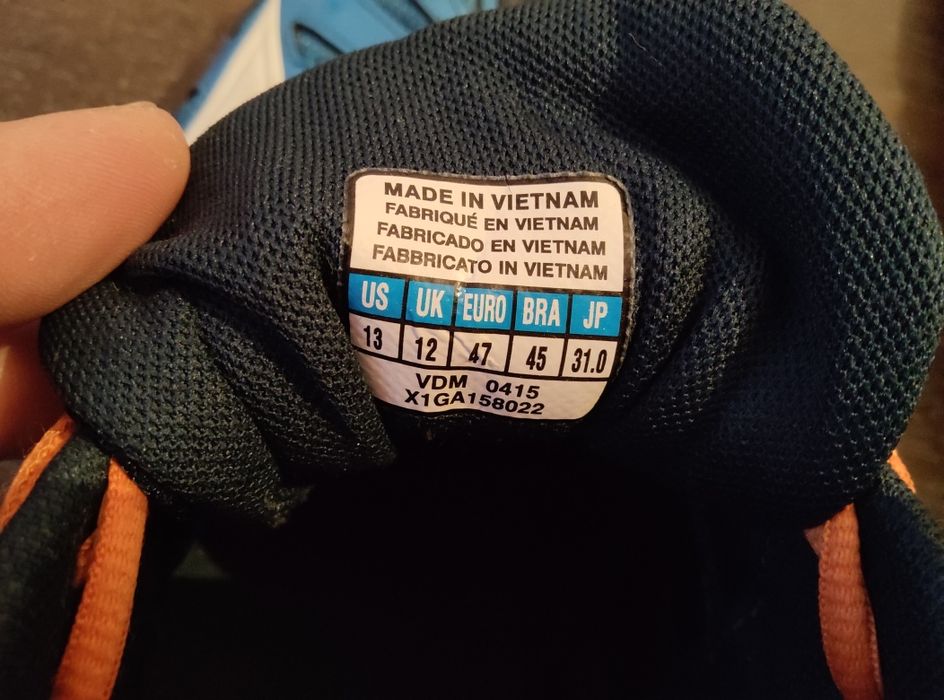 MADE IN VIETNAM
FABRIQUÉ EN VIETNAM
FABRICADO EN VIETNAM
FABBRICATO IN VIETNAM
US UK EURO BRA JP
13 12 47 45 31.0
VDM 0415
X1GA158022